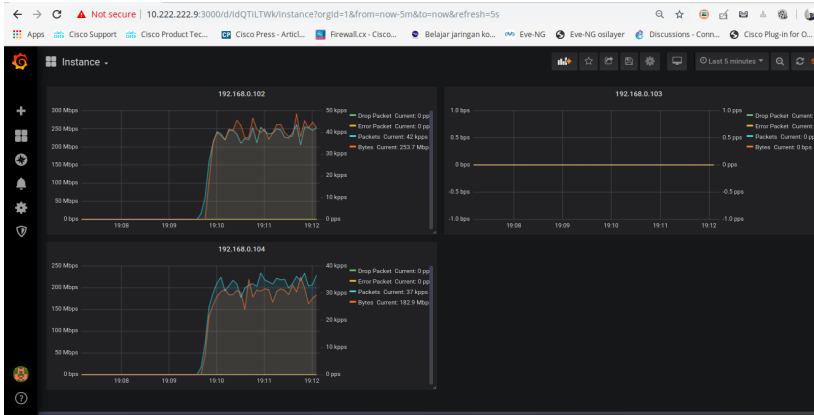 Not secure | 10.222.222.9:3000/d/IdQTiLTWk/Instance?orgId=1&from=now-5m&to=now&refresh=5s
Apps Cisco Support Cisco Product Tec... CP Cisco Press - Articl... Firewall.cx - Cisco... Belajar jaringan ko... Eve-NG Eve-NG osilayer Discussions - Conn... Cisco Plug-in for O...
Instance
Last 5 minutes
192.168.0.102
300 Mbps
250 Mbps
200 Mbps
150 Mbps
100 Mbps
50 Mbps
0 bps
50 kpps
40 kpps
30 kpps
20 kpps
10 kpps
0 pps
19:08 19:09 19:10 19:11 19:12
Drop Packet Current: 0 pp
Error Packet Current: 0 pp
Packets Current: 42 kpps
Bytes Current: 253.7 Mbp
192.168.0.103
1.0 bps
0.5 bps
0 bps
-0.5 bps
-1.0 bps
1.0 pps
0.5 pps
0 pps
-0.5 pps
-1.0 pps
19:08 19:09 19:10 19:11 19:12
Drop Packet Current:
Error Packet Current:
Packets Current: 0 pp
Bytes Current: 0 bps
192.168.0.104
250 Mbps
200 Mbps
150 Mbps
100 Mbps
50 Mbps
0 bps
40 kpps
30 kpps
20 kpps
10 kpps
0 pps
19:08 19:09 19:10 19:11 19:12
Drop Packet Current: 0 pp
Error Packet Current: 0 pp
Packets Current: 37 kpps
Bytes Current: 182.9 Mbp